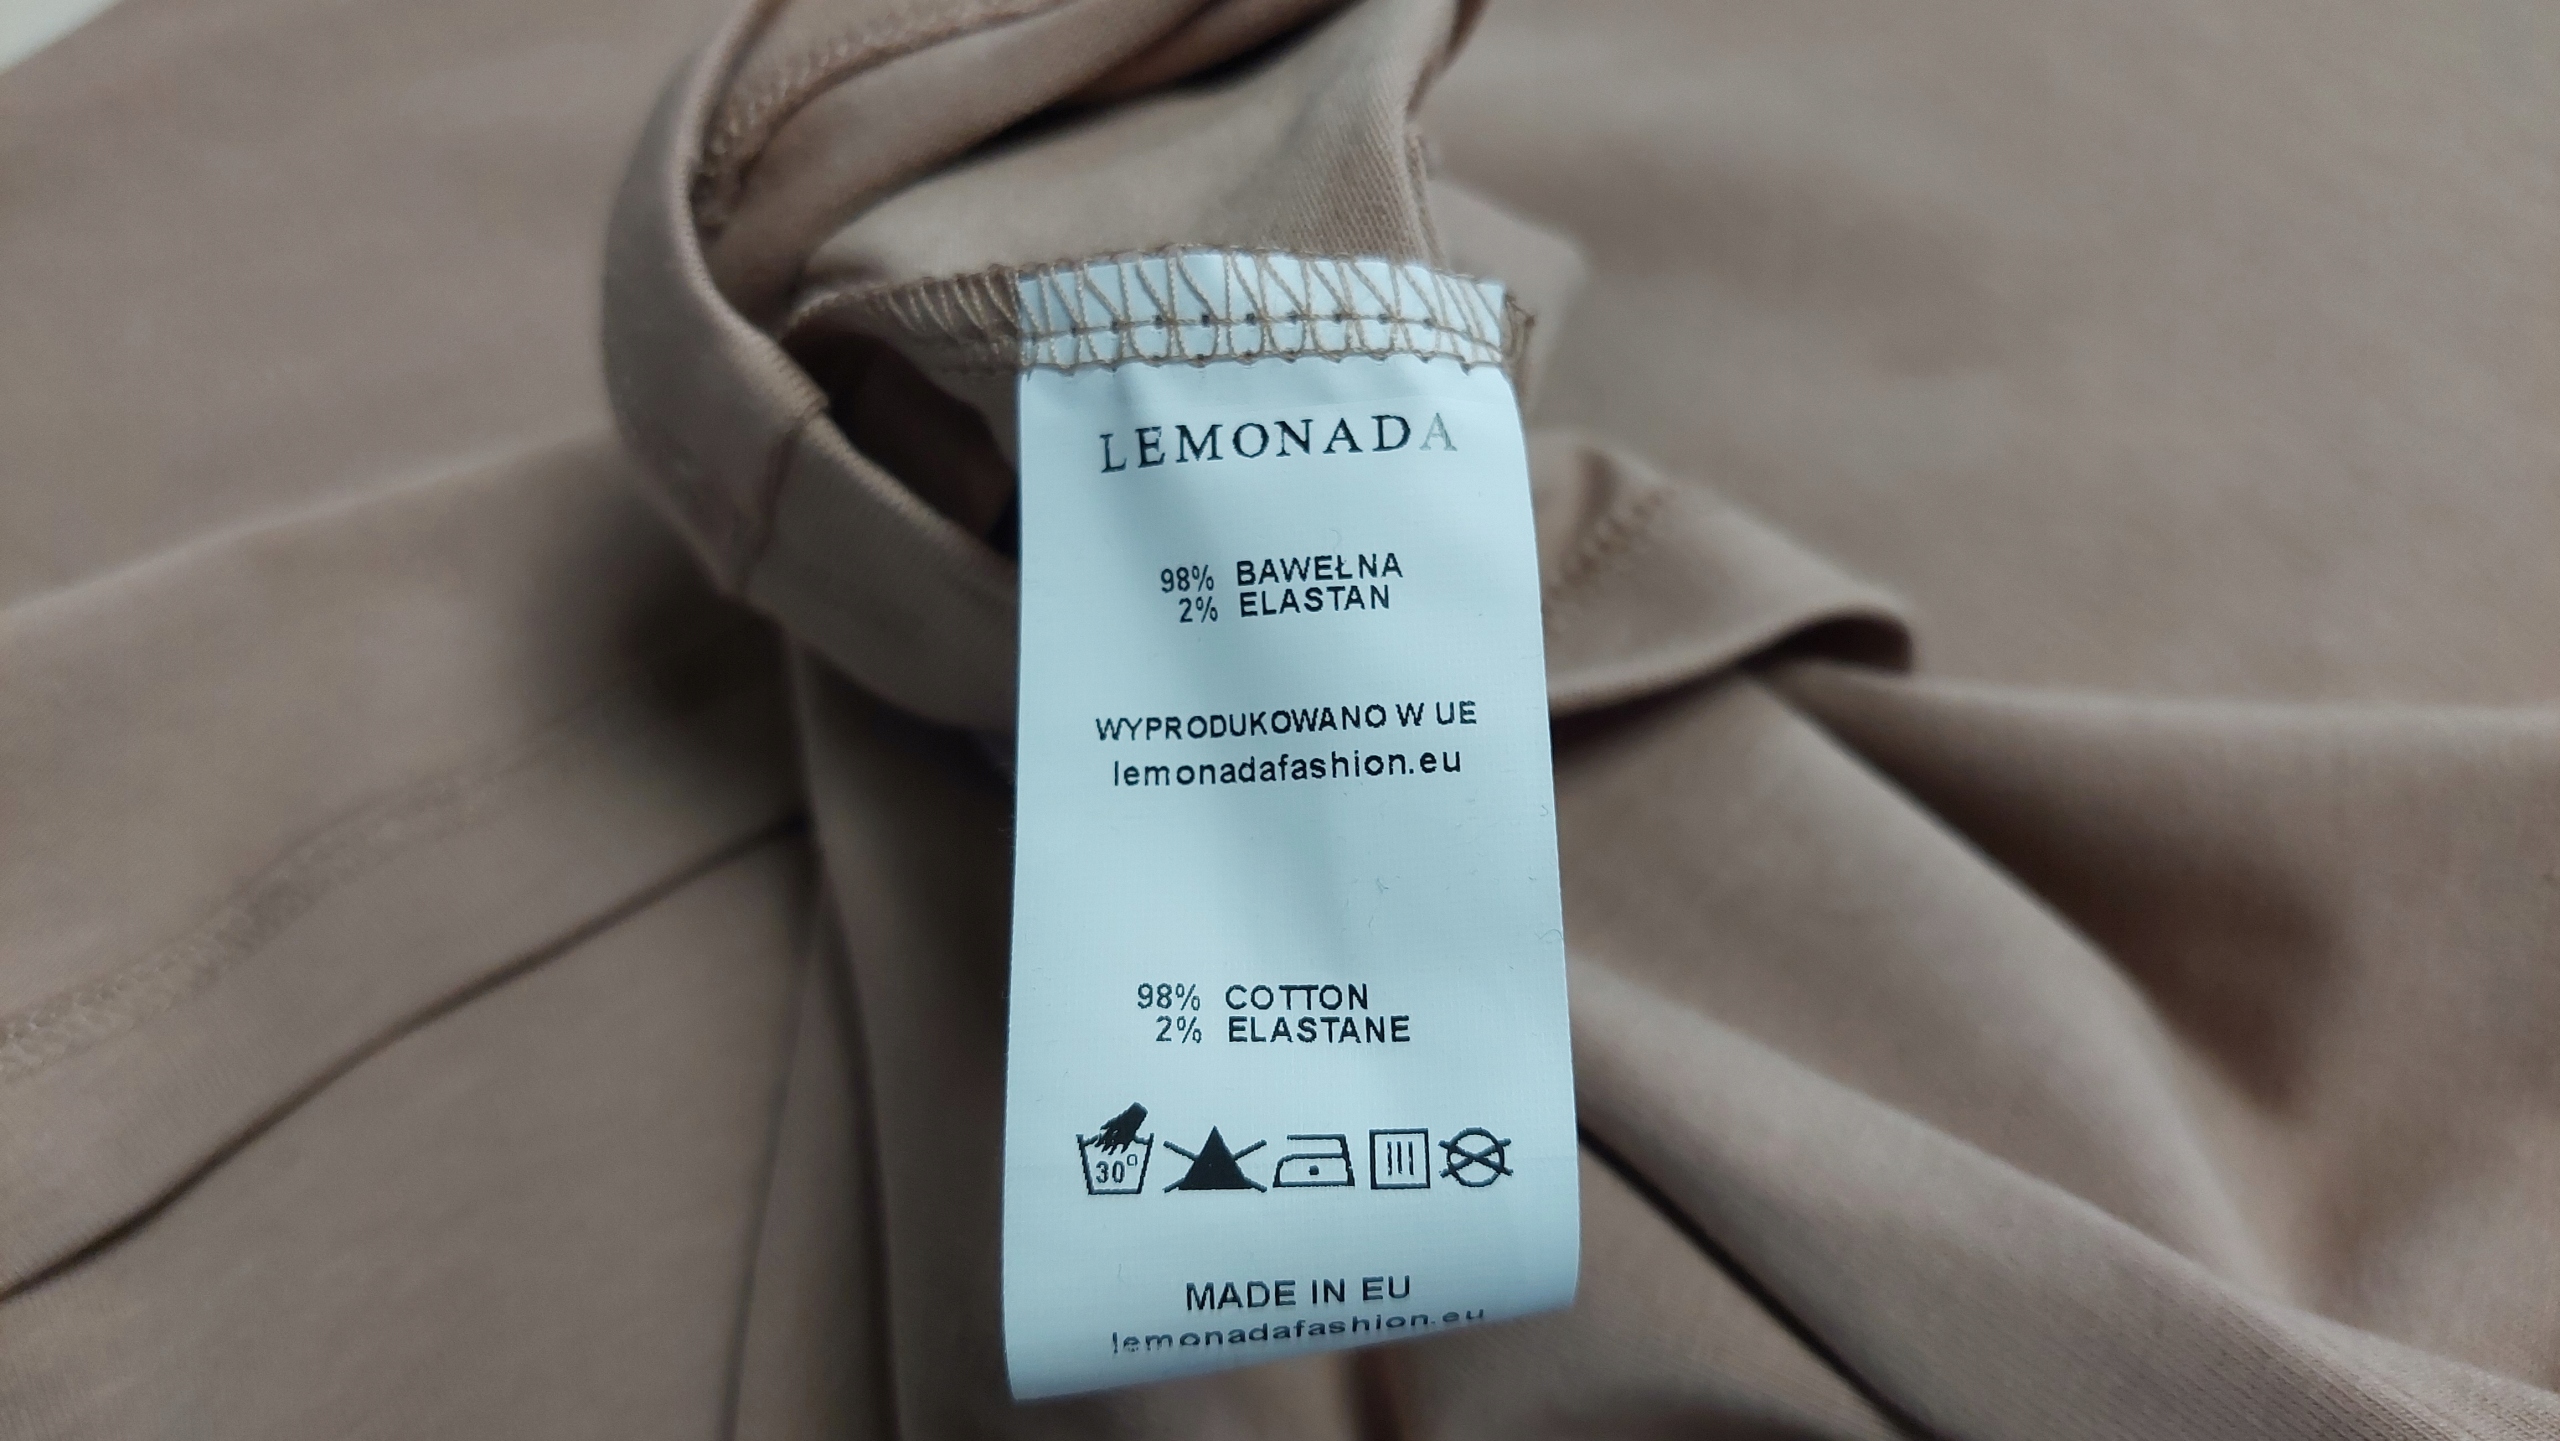 LEMONADA
98% BAWEŁNA
2% ELASTAN
WYPRODUKOWANO W UE
lemonadafashion.eu
98% COTTON
2% ELASTANE
30°
MADE IN EU
lemonadafashion.eu